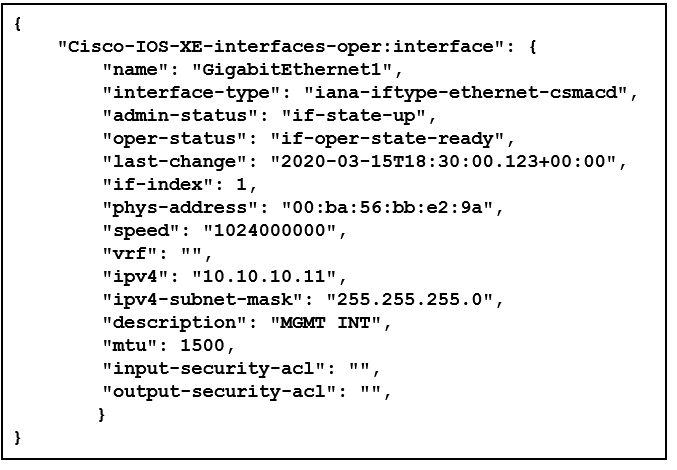 {
"Cisco-IOS-XE-interfaces-oper:interface": {
"name": "GigabitEthernet1",
"interface-type": "iana-iftype-ethernet-csmacd",
"admin-status": "if-state-up",
"oper-status": "if-oper-state-ready",
"last-change": "2020-03-15T18:30:00.123+00:00",
"if-index": 1,
"phys-address": "00:ba:56:bb:e2:9a",
"speed": "1024000000",
"vrf": "",
"ipv4": "10.10.10.11",
"ipv4-subnet-mask": "255.255.255.0",
"description": "MGMT INT",
"mtu": 1500,
"input-security-acl": "",
"output-security-acl": "",
}
}